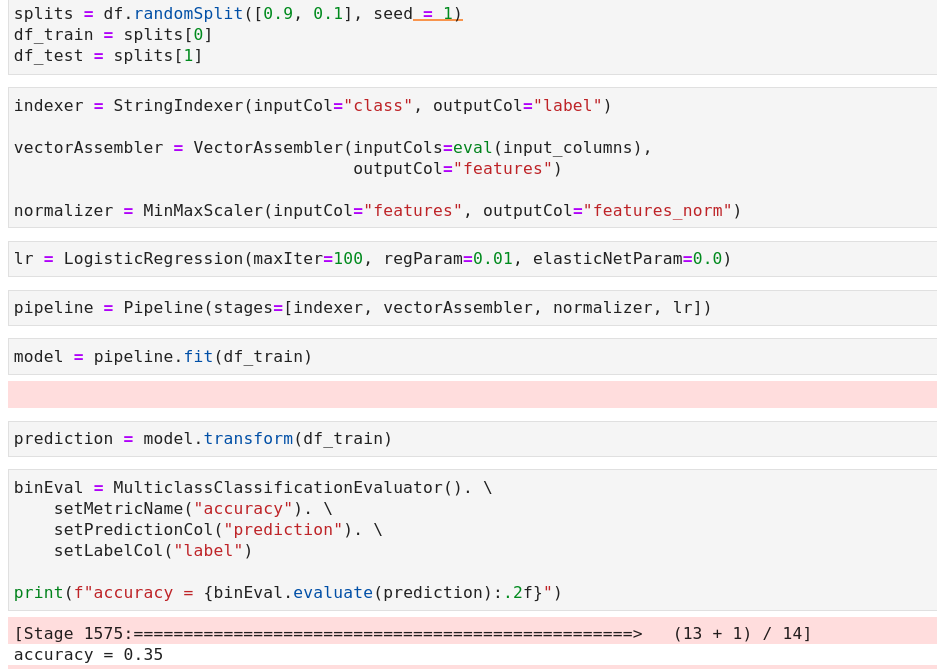 splits = df.randomSplit([0.9, 0.1], seed = 1)
df_train = splits[0]
df_test = splits[1]
indexer = StringIndexer(inputCol="class", outputCol="label")
vectorAssembler = VectorAssembler(inputCols=eval(input_columns),
                                  outputCol="features")
normalizer = MinMaxScaler(inputCol="features", outputCol="features_norm")
lr = LogisticRegression(maxIter=100, regParam=0.01, elasticNetParam=0.0)
pipeline = Pipeline(stages=[indexer, vectorAssembler, normalizer, lr])
model = pipeline.fit(df_train)
prediction = model.transform(df_train)
binEval = MulticlassClassificationEvaluator(). \
    setMetricName("accuracy"). \
    setPredictionCol("prediction"). \
    setLabelCol("label")
print(f"accuracy = {binEval.evaluate(prediction):.2f}")
[Stage 1575:==================================================>   (13 + 1) / 14]
accuracy = 0.35